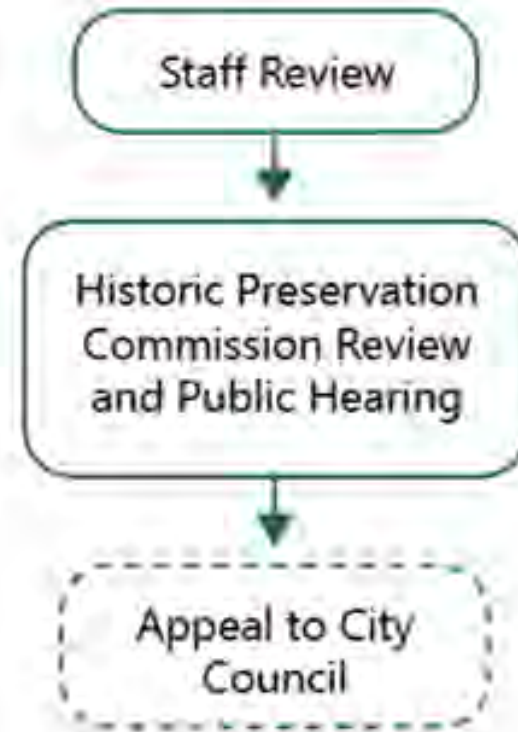 Staff Review
Historic Preservation
Commission Review
and Public Hearing
Appeal to City
Council